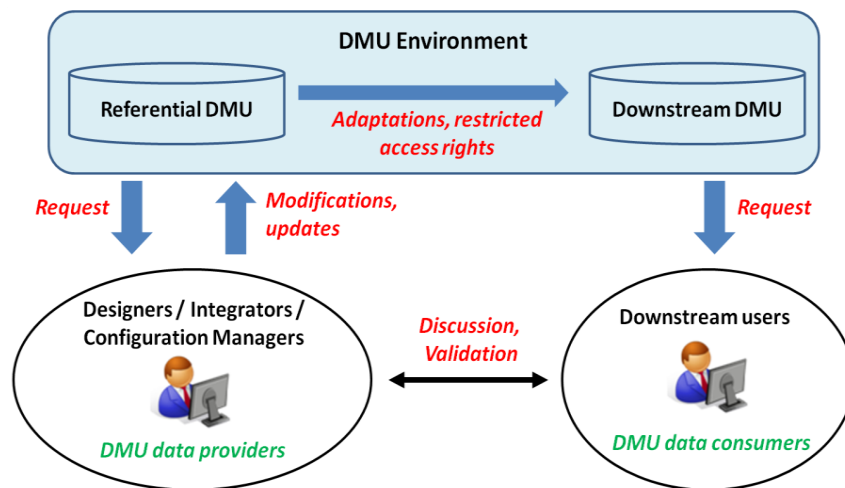 DMU Environment
Referential DMU
Adaptations, restricted
access rights
Downstream DMU
Request
Modifications,
updates
Request
Designers / Integrators /
Configuration Managers
DMU data providers
Discussion,
Validation
Downstream users
DMU data consumers